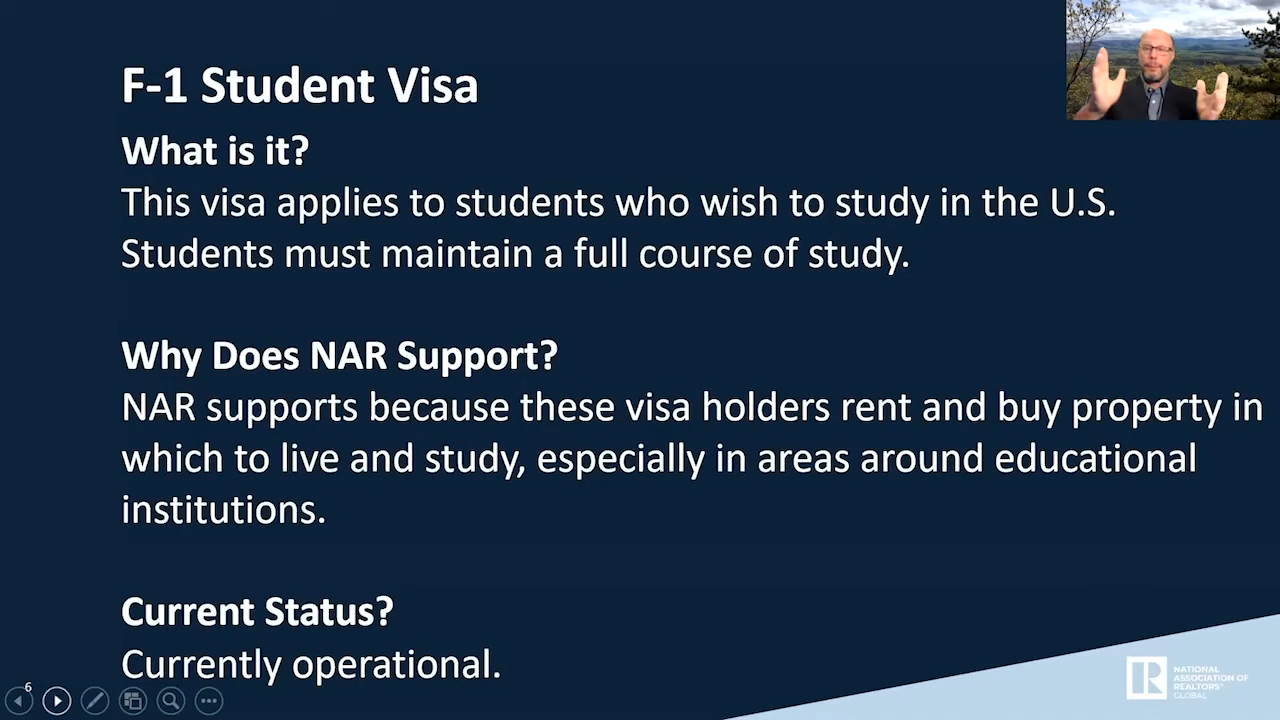 F-1 Student Visa
What is it?
This visa applies to students who wish to study in the U.S.
Students must maintain a full course of study.
Why Does NAR Support?
NAR supports because these visa holders rent and buy property in
which to live and study, especially in areas around educational
institutions.
Current Status?
Currently operational.
6
NATIONAL
ASSOCIATION OF
REALTORS®
GLOBAL